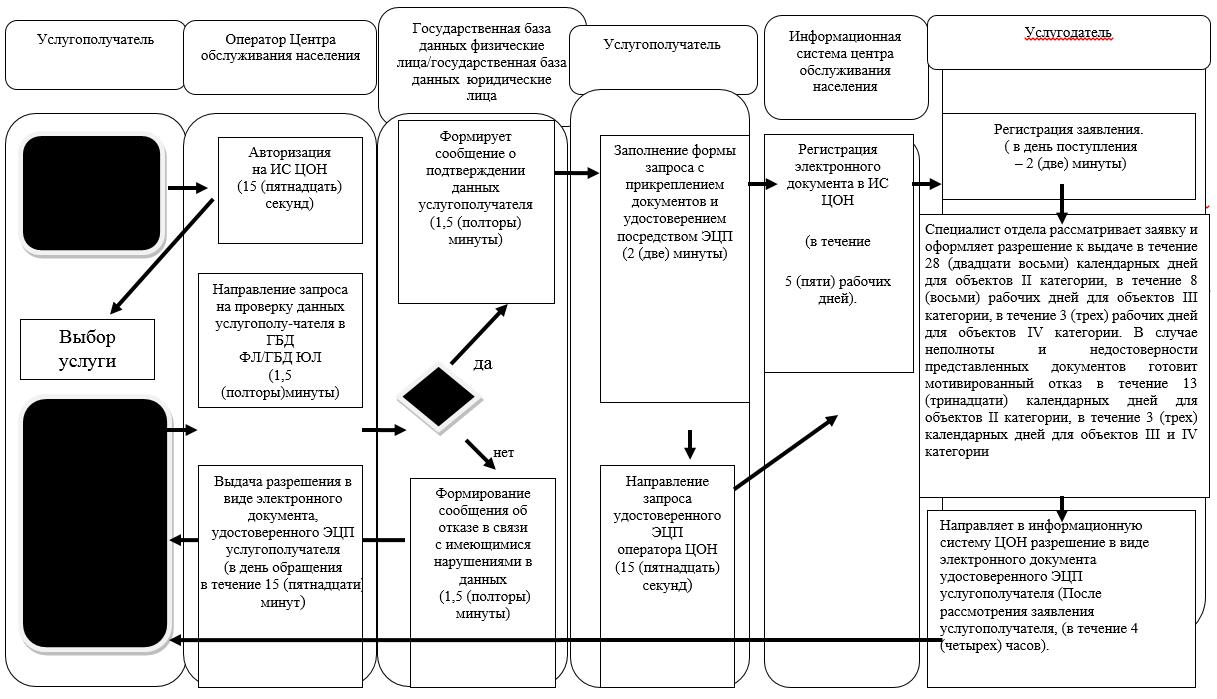 Услугополучатель
Оператор Центра
обслуживания населения
Государственная база
данных физические
лица/государственная база
данных юридические
лица
Услугополучатель
Информационная
система центра
обслуживания
населения
Услугодатель
Авторизация
на ИС ЦОН
(15 (пятнадцать)
секунд)
Выбор
услуги
Направление запроса
на проверку данных
услугополу-чателя в
ГБД
ФЛ/ГБД ЮЛ
(1,5
(полторы)минуты)
Выдача разрешения в
виде электронного
документа,
удостоверенного ЭЦП
услугополучателя
(в день обращения
в течение 15 (пятнадцати)
минут)
Формирует
сообщение о
подтверждении
данных
услугополучателя
(1,5 (полторы)
минуты)
да
нет
Формирование
сообщения об
отказе в связи
с имеющимися
нарушениями в
данных
(1,5 (полторы)
минуты)
Заполнение формы
запроса с
прикреплением
документов и
удостоверением
посредством ЭЦП
(2 (две) минуты)
Направление
запроса
удостоверенного
ЭЦП
оператора ЦОН
(15 (пятнадцать)
секунд)
Регистрация
электронного
документа в ИС
ЦОН
(в течение
5 (пяти) рабочих
дней).
Регистрация заявления.
( в день поступления
– 2 (две) минуты)
Специалист отдела рассматривает заявку и
оформляет разрешение к выдаче в течение
28 (двадцати восьми) календарных дней
для объектов II категории, в течение 8
(восьми) рабочих дней для объектов III
категории, в течение 3 (трех) рабочих дней
для объектов IV категории. В случае
неполноты и недостоверности
представленных документов готовит
мотивированный отказ в течение 13
(тринадцати) календарных дней для
объектов II категории, в течение 3 (трех)
календарных дней для объектов III и IV
категории
Направляет в информационную
систему ЦОН разрешение в виде
электронного документа
удостоверенного ЭЦП
услугополучателя (После
рассмотрения заявления
услугополучателя, (в течение 4
(четырех) часов).